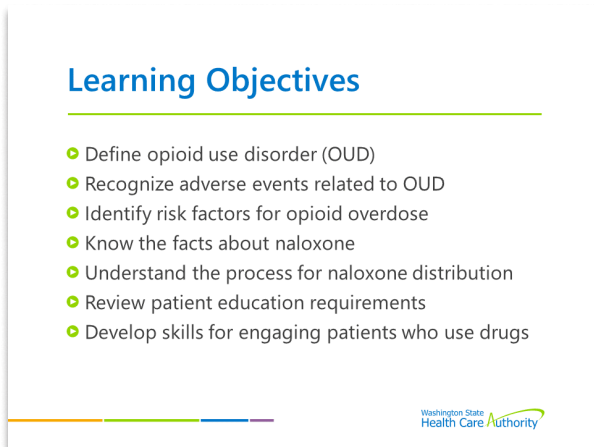 Learning Objectives
Define opioid use disorder (OUD)
Recognize adverse events related to OUD
Identify risk factors for opioid overdose
Know the facts about naloxone
Understand the process for naloxone distribution
Review patient education requirements
Develop skills for engaging patients who use drugs
Washington State
Health Care Authority